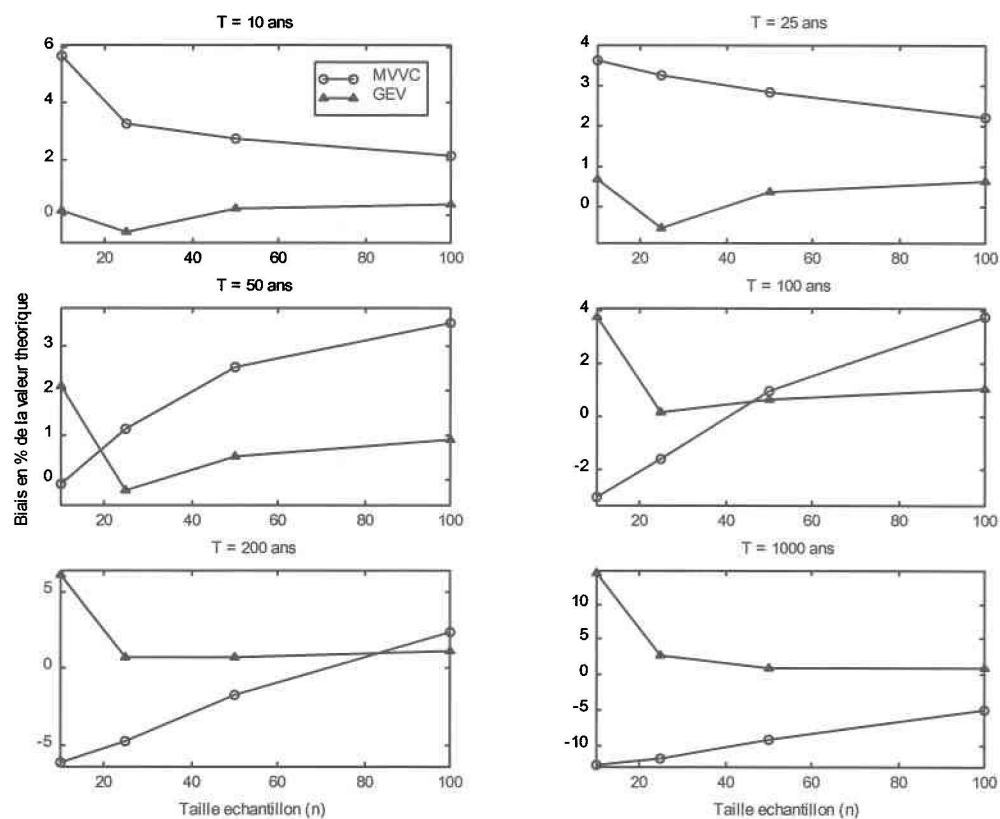 T = 10 ans
6
4
2
0
20 40 60 80 100
MVVC
GEV
T = 25 ans
4
3
2
1
0
20 40 60 80 100
T = 50 ans
3
2
1
0
20 40 60 80 100
T = 100 ans
4
2
0
-2
20 40 60 80 100
T = 200 ans
5
0
-5
20 40 60 80 100
T = 1000 ans
10
5
0
-5
-10
20 40 60 80 100
Biais en % de la valeur theorique
Taille echantillon (n)
Taille echantillon (n)